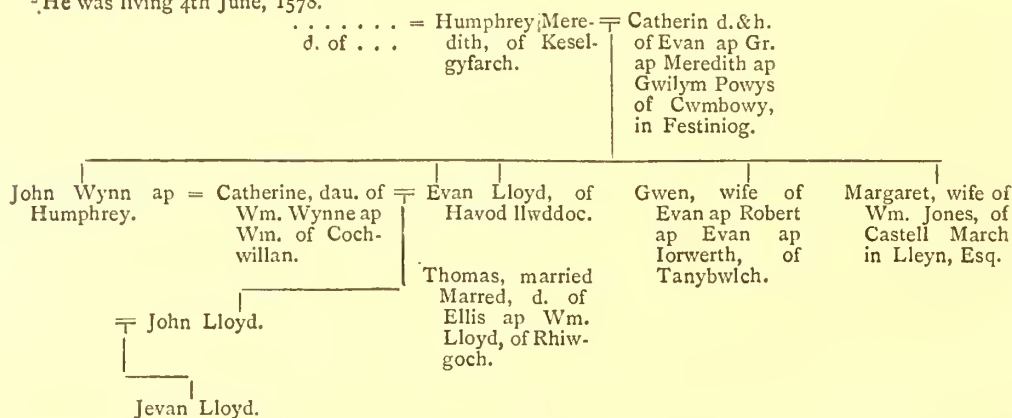 He was living 4th June, 1578.
. . . . . . . = Humphrey Mere- = Catherin d.&h.
d. of . . . dith, of Kesel- of Evan ap Gr.
gyfarch. ap Meredith ap
Gwilym Powys
of Cwmbowy,
in Festiniog.
John Wynn ap = Catherine, dau. of = Evan Lloyd, of Gwen, wife of Margaret, wife of
Humphrey. Wm. Wynne ap Havod llwddoc. Evan ap Robert Wm. Jones, of
Wm. of Coch- ap Evan ap Castell March
willan. Iorwerth, of in Lleyn, Esq.
Tanybwlch.
Thomas, married
Marred, d. of
Ellis ap Wm.
= John Lloyd. Lloyd, of Rhiw-
goch.
Jevan Lloyd.